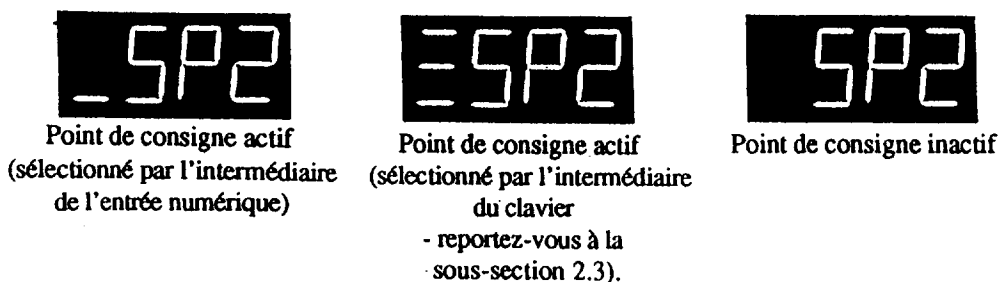 _SP2
Point de consigne actif
(sélectionné par l'intermédiaire
de l'entrée numérique)
≡SP2
Point de consigne actif
(sélectionné par l'intermédiaire
du clavier
- reportez-vous à la
sous-section 2.3).
SP2
Point de consigne inactif